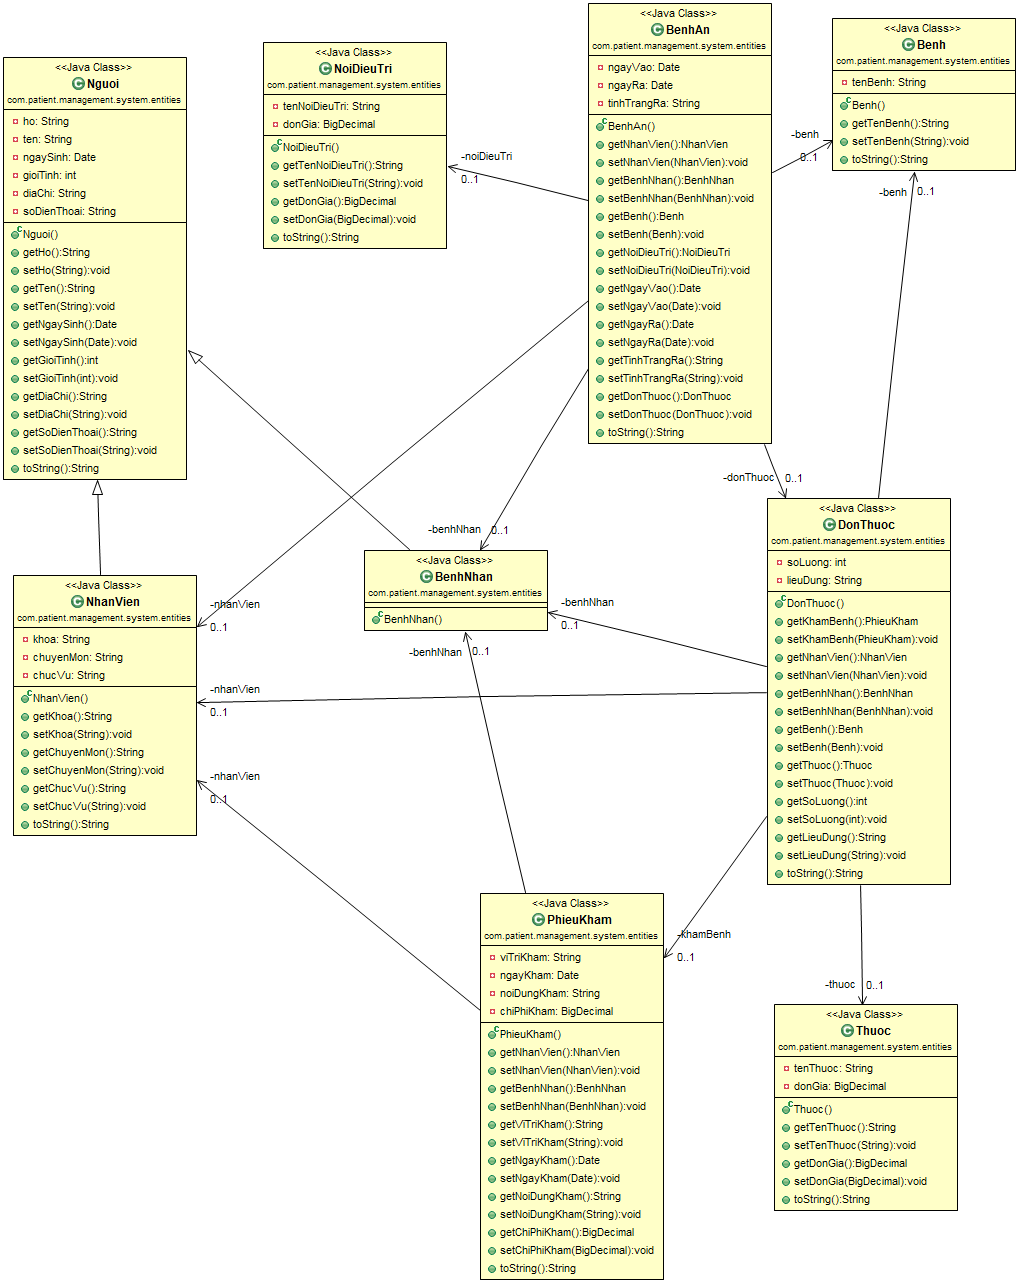 <<Java Class>>
Nguoi
com.patient.management.system.entities
ho: String
ten: String
ngaySinh: Date
gioiTinh: int
diaChi: String
soDienThoai: String
Nguoi()
getHo():String
setHo(String):void
getTen():String
setTen(String):void
getNgaySinh():Date
setNgaySinh(Date):void
getGioiTinh():int
setGioiTinh(int):void
getDiaChi():String
setDiaChi(String):void
getSoDienThoai():String
setSoDienThoai(String):void
toString():String
<<Java Class>>
NoiDieuTri
com.patient.management.system.entities
tenNoiDieuTri: String
donGia: BigDecimal
NoiDieuTri()
getTenNoiDieuTri():String
setTenNoiDieuTri(String):void
getDonGia():BigDecimal
setDonGia(BigDecimal):void
toString():String
-noiDieuTri
0..1
<<Java Class>>
BenhAn
com.patient.management.system.entities
ngayVao: Date
ngayRa: Date
tinhTrangRa: String
BenhAn()
getNhanVien():NhanVien
setNhanVien(NhanVien):void
getBenhNhan():BenhNhan
setBenhNhan(BenhNhan):void
getBenh():Benh
setBenh(Benh):void
getNoiDieuTri():NoiDieuTri
setNoiDieuTri(NoiDieuTri):void
getNgayVao():Date
setNgayVao(Date):void
getNgayRa():Date
setNgayRa(Date):void
getTinhTrangRa():String
setTinhTrangRa(String):void
getDonThuoc():DonThuoc
setDonThuoc(DonThuoc):void
toString():String
-benh
0..1
<<Java Class>>
Benh
com.patient.management.system.entities
tenBenh: String
Benh()
getTenBenh():String
setTenBenh(String):void
toString():String
-benh
0..1
-donThuoc
0..1
-benhNhan
0..1
<<Java Class>>
NhanVien
com.patient.management.system.entities
khoa: String
chuyenMon: String
chucVu: String
NhanVien()
getKhoa():String
setKhoa(String):void
getChuyenMon():String
setChuyenMon(String):void
getChucVu():String
setChucVu(String):void
toString():String
-nhanVien
0..1
-nhanVien
0..1
-nhanVien
0..1
<<Java Class>>
BenhNhan
com.patient.management.system.entities
BenhNhan()
-benhNhan
0..1
-benhNhan
0..1
<<Java Class>>
DonThuoc
com.patient.management.system.entities
soLuong: int
lieuDung: String
DonThuoc()
getKhamBenh():PhieuKham
setKhamBenh(PhieuKham):void
getNhanVien():NhanVien
setNhanVien(NhanVien):void
getBenhNhan():BenhNhan
setBenhNhan(BenhNhan):void
getBenh():Benh
setBenh(Benh):void
getThuoc():Thuoc
setThuoc(Thuoc):void
getSoLuong():int
setSoLuong(int):void
getLieuDung():String
setLieuDung(String):void
toString():String
<<Java Class>>
PhieuKham
com.patient.management.system.entities
viTriKham: String
ngayKham: Date
noiDungKham: String
chiPhiKham: BigDecimal
PhieuKham()
getNhanVien():NhanVien
setNhanVien(NhanVien):void
getBenhNhan():BenhNhan
setBenhNhan(BenhNhan):void
getViTriKham():String
setViTriKham(String):void
getNgayKham():Date
setNgayKham(Date):void
getNoiDungKham():String
setNoiDungKham(String):void
getChiPhiKham():BigDecimal
setChiPhiKham(BigDecimal):void
toString():String
-khamBenh
0..1
-thuoc
0..1
<<Java Class>>
Thuoc
com.patient.management.system.entities
tenThuoc: String
donGia: BigDecimal
Thuoc()
getTenThuoc():String
setTenThuoc(String):void
getDonGia():BigDecimal
setDonGia(BigDecimal):void
toString():String